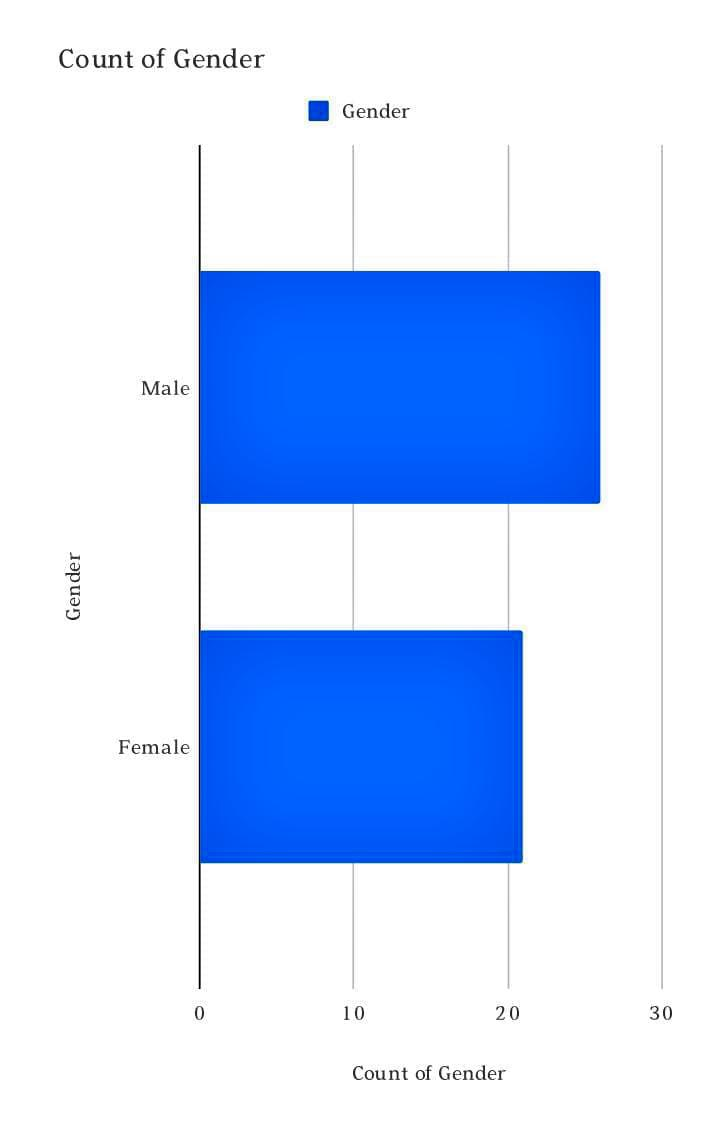 Count of Gender
Gender
Male
Gender
Female
0 10 20 30
Count of Gender